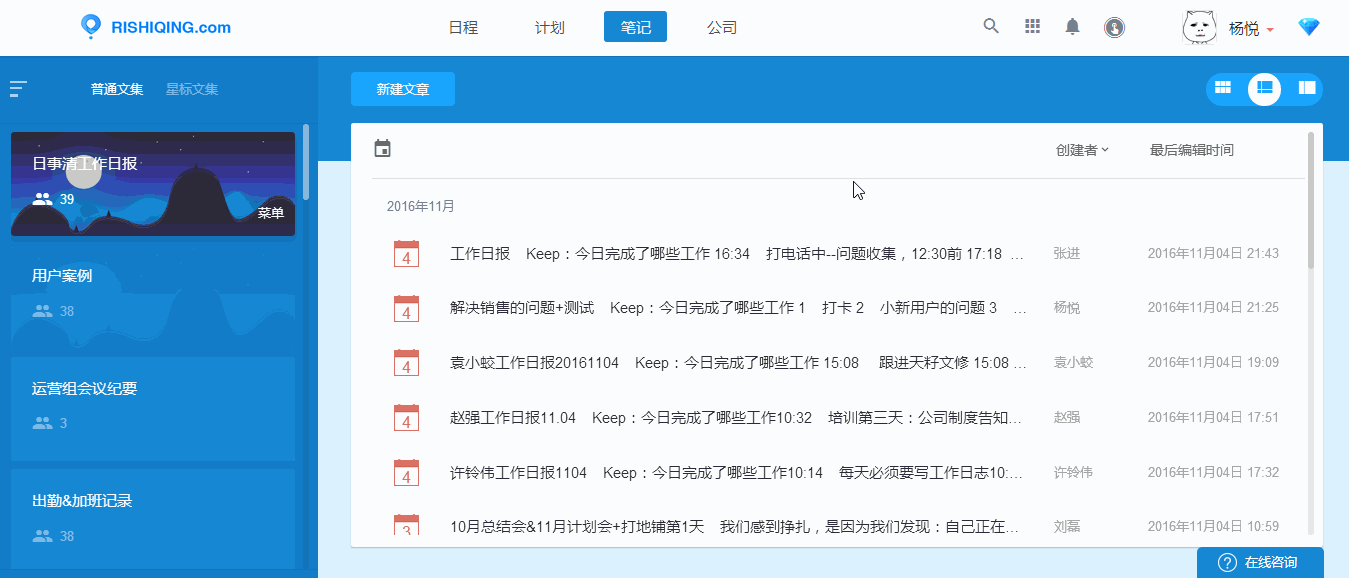 RISHIQING.com 日程 计划 笔记 公司 杨悦
普通文集 星标文集
新建文章
日事清工作日报
39
菜单
用户案例
38
运营组会议纪要
3
出勤&加班记录
38
创建者 最后编辑时间
2016年11月
4 工作日报 Keep：今日完成了哪些工作 16:34 打电话中--问题收集，12:30前 17:18 ... 张进 2016年11月04日 21:43
4 解决销售的问题+测试 Keep：今日完成了哪些工作 1 打卡 2 小新用户的问题 3 ... 杨悦 2016年11月04日 21:25
4 袁小蛟工作日报20161104 Keep：今日完成了哪些工作 15:08 跟进天籽文修 15:08 ... 袁小蛟 2016年11月04日 19:09
4 赵强工作日报11.04 Keep：今日完成了哪些工作10:32 培训第三天：公司制度告知... 赵强 2016年11月04日 17:51
4 许铃伟工作日报1104 Keep：今日完成了哪些工作10:14 每天必须要写工作日志10:... 许铃伟 2016年11月04日 17:32
3 10月总结会&11月计划会+打地铺第1天 我们感到挣扎，是因为我们发现：自己正在... 刘磊 2016年11月04日 10:59
? 在线咨询